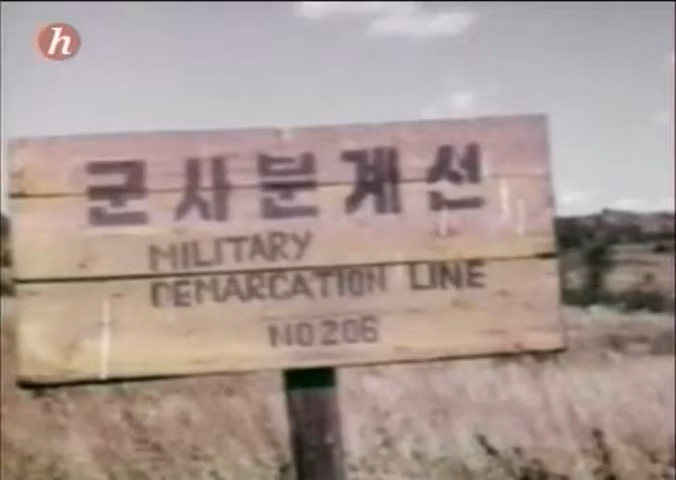 h
군사분계선
MILITARY
DEMARCATION LINE
NO 206